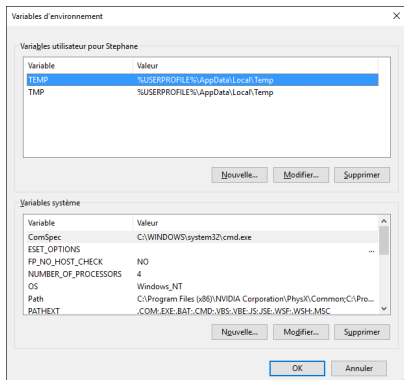 Variables d'environnement
Variables utilisateur pour Stephane
Variable Valeur
TEMP %USERPROFILE%\AppData\Local\Temp
TMP %USERPROFILE%\AppData\Local\Temp
Nouvelle... Modifier... Supprimer
Variables système
Variable Valeur
ComSpec C:\WINDOWS\system32\cmd.exe
ESET_OPTIONS ...
FP_NO_HOST_CHECK NO
NUMBER_OF_PROCESSORS 4
OS Windows_NT
Path C:\Program Files (x86)\NVIDIA Corporation\PhysX\Common;C:\Pro...
PATHEXT .COM;.EXE;.BAT;.CMD;.VBS;.VBE;.JS;.JSE;.WSF;.WSH;.MSC
Nouvelle... Modifier... Supprimer
OK Annuler